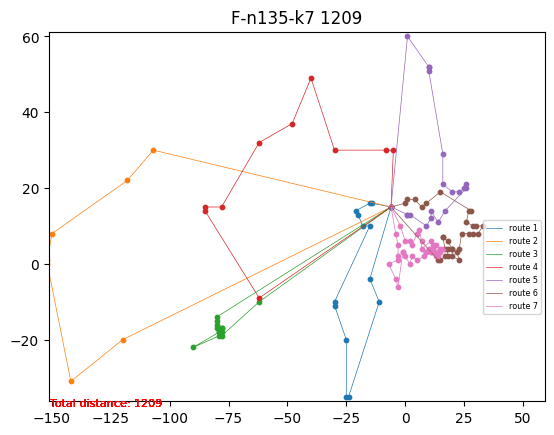 F-n135-k7 1209
60
40
20
0
−20
−150
−125
−100
−75
−50
−25
0
25
50
route 1
route 2
route 3
route 4
route 5
route 6
route 7
Total distance: 1209